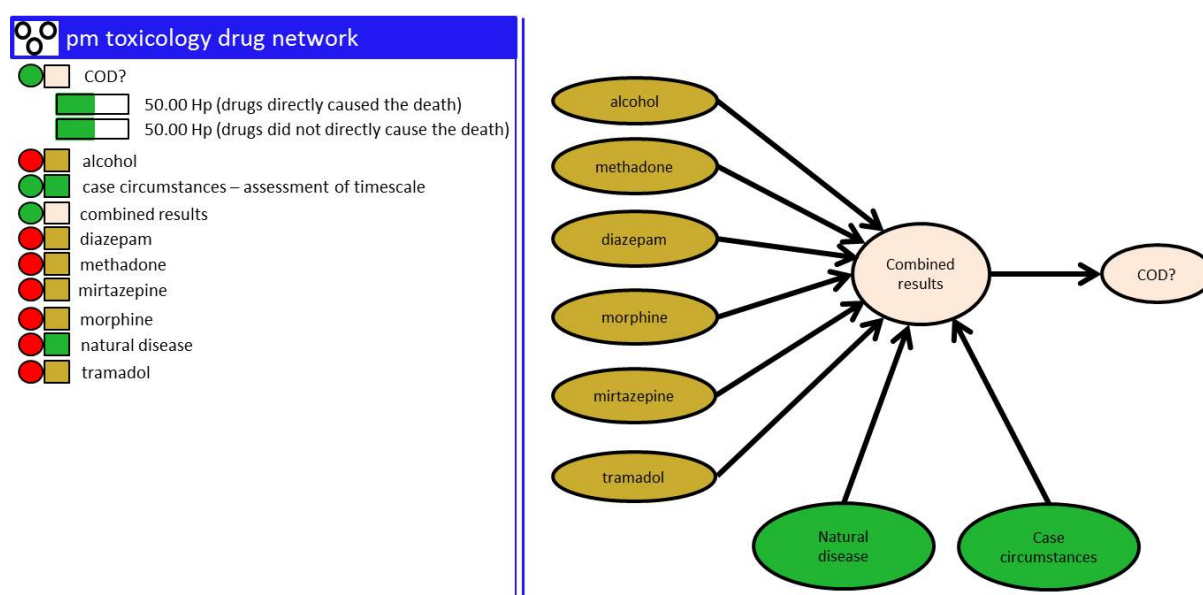 pm toxicology drug network
COD?
50.00 Hp (drugs directly caused the death)
50.00 Hp (drugs did not directly cause the death)
alcohol
case circumstances – assessment of timescale
combined results
diazepam
methadone
mirtazepine
morphine
natural disease
tramadol
alcohol
methadone
diazepam
morphine
mirtazepine
tramadol
Combined
results
COD?
Natural
disease
Case
circumstances